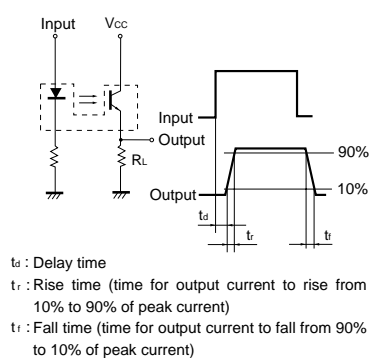 Input
Vcc
Output
RL
Input
Output
90%
10%
td
tr
tf
td : Delay time
tr : Rise time (time for output current to rise from
10% to 90% of peak current)
tf : Fall time (time for output current to fall from 90%
to 10% of peak current)